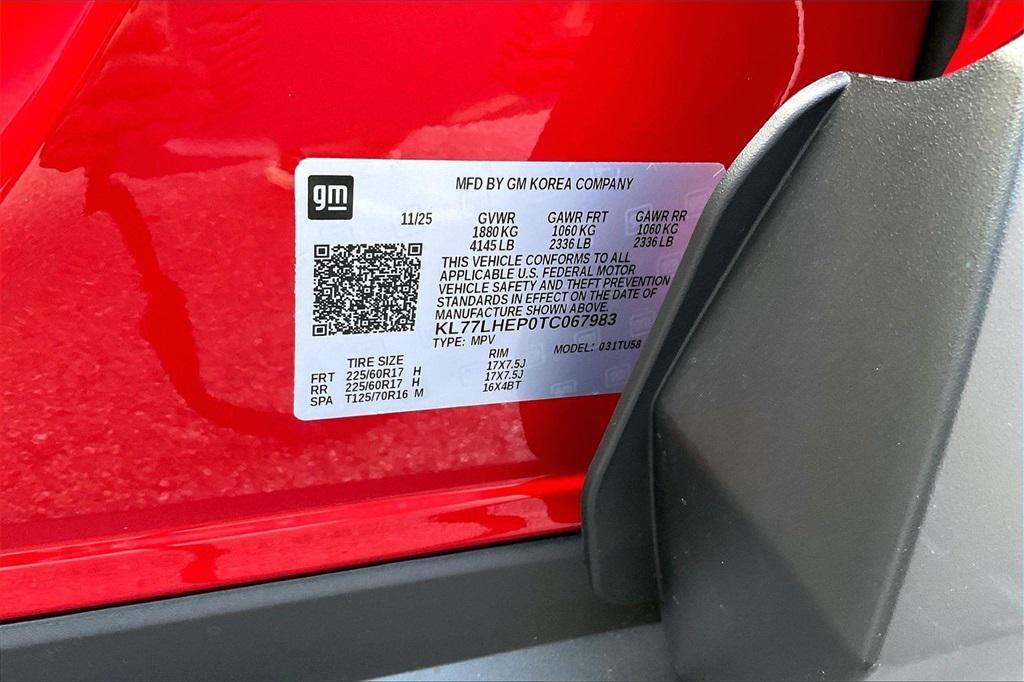 gm
MFD BY GM KOREA COMPANY
11/25 GVWR GAWR FRT GAWR RR
1880 KG 1060 KG 1060 KG
4145 LB 2336 LB 2336 LB
THIS VEHICLE CONFORMS TO ALL
APPLICABLE U.S. FEDERAL MOTOR
VEHICLE SAFETY AND THEFT PREVENTION
STANDARDS IN EFFECT ON THE DATE OF
MANUFACTURE SHOWN ABOVE.
KL77LHEP0TC067983
TYPE: MPV MODEL: 031TU58
TIRE SIZE RIM
FRT 225/60R17 H 17X7.5J
RR 225/60R17 H 17X7.5J
SPA T125/70R16 M 16X4BT